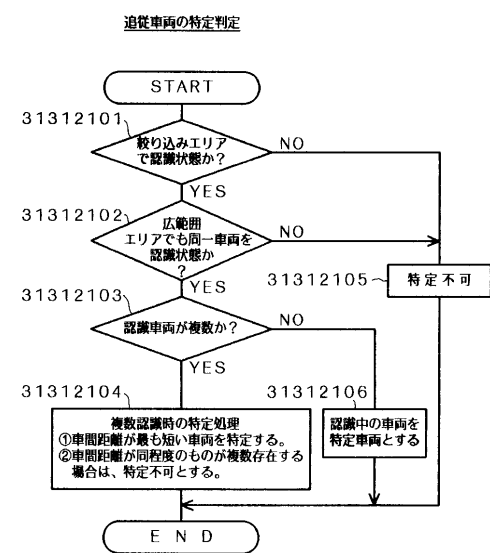 追従車両の特定判定
START
31312101
絞り込みエリア
で認識状態か?
NO
YES
31312102
広範囲
エリアでも同一車両を
認識状態か
?
NO
YES
31312105
特定不可
31312103
認識車両が複数か?
NO
YES
31312104
複数認識時の特定処理
①車間距離が最も短い車両を特定する。
②車間距離が同程度のものが複数存在する
場合は、特定不可とする。
31312106
認識中の車両を
特定車両とする
END